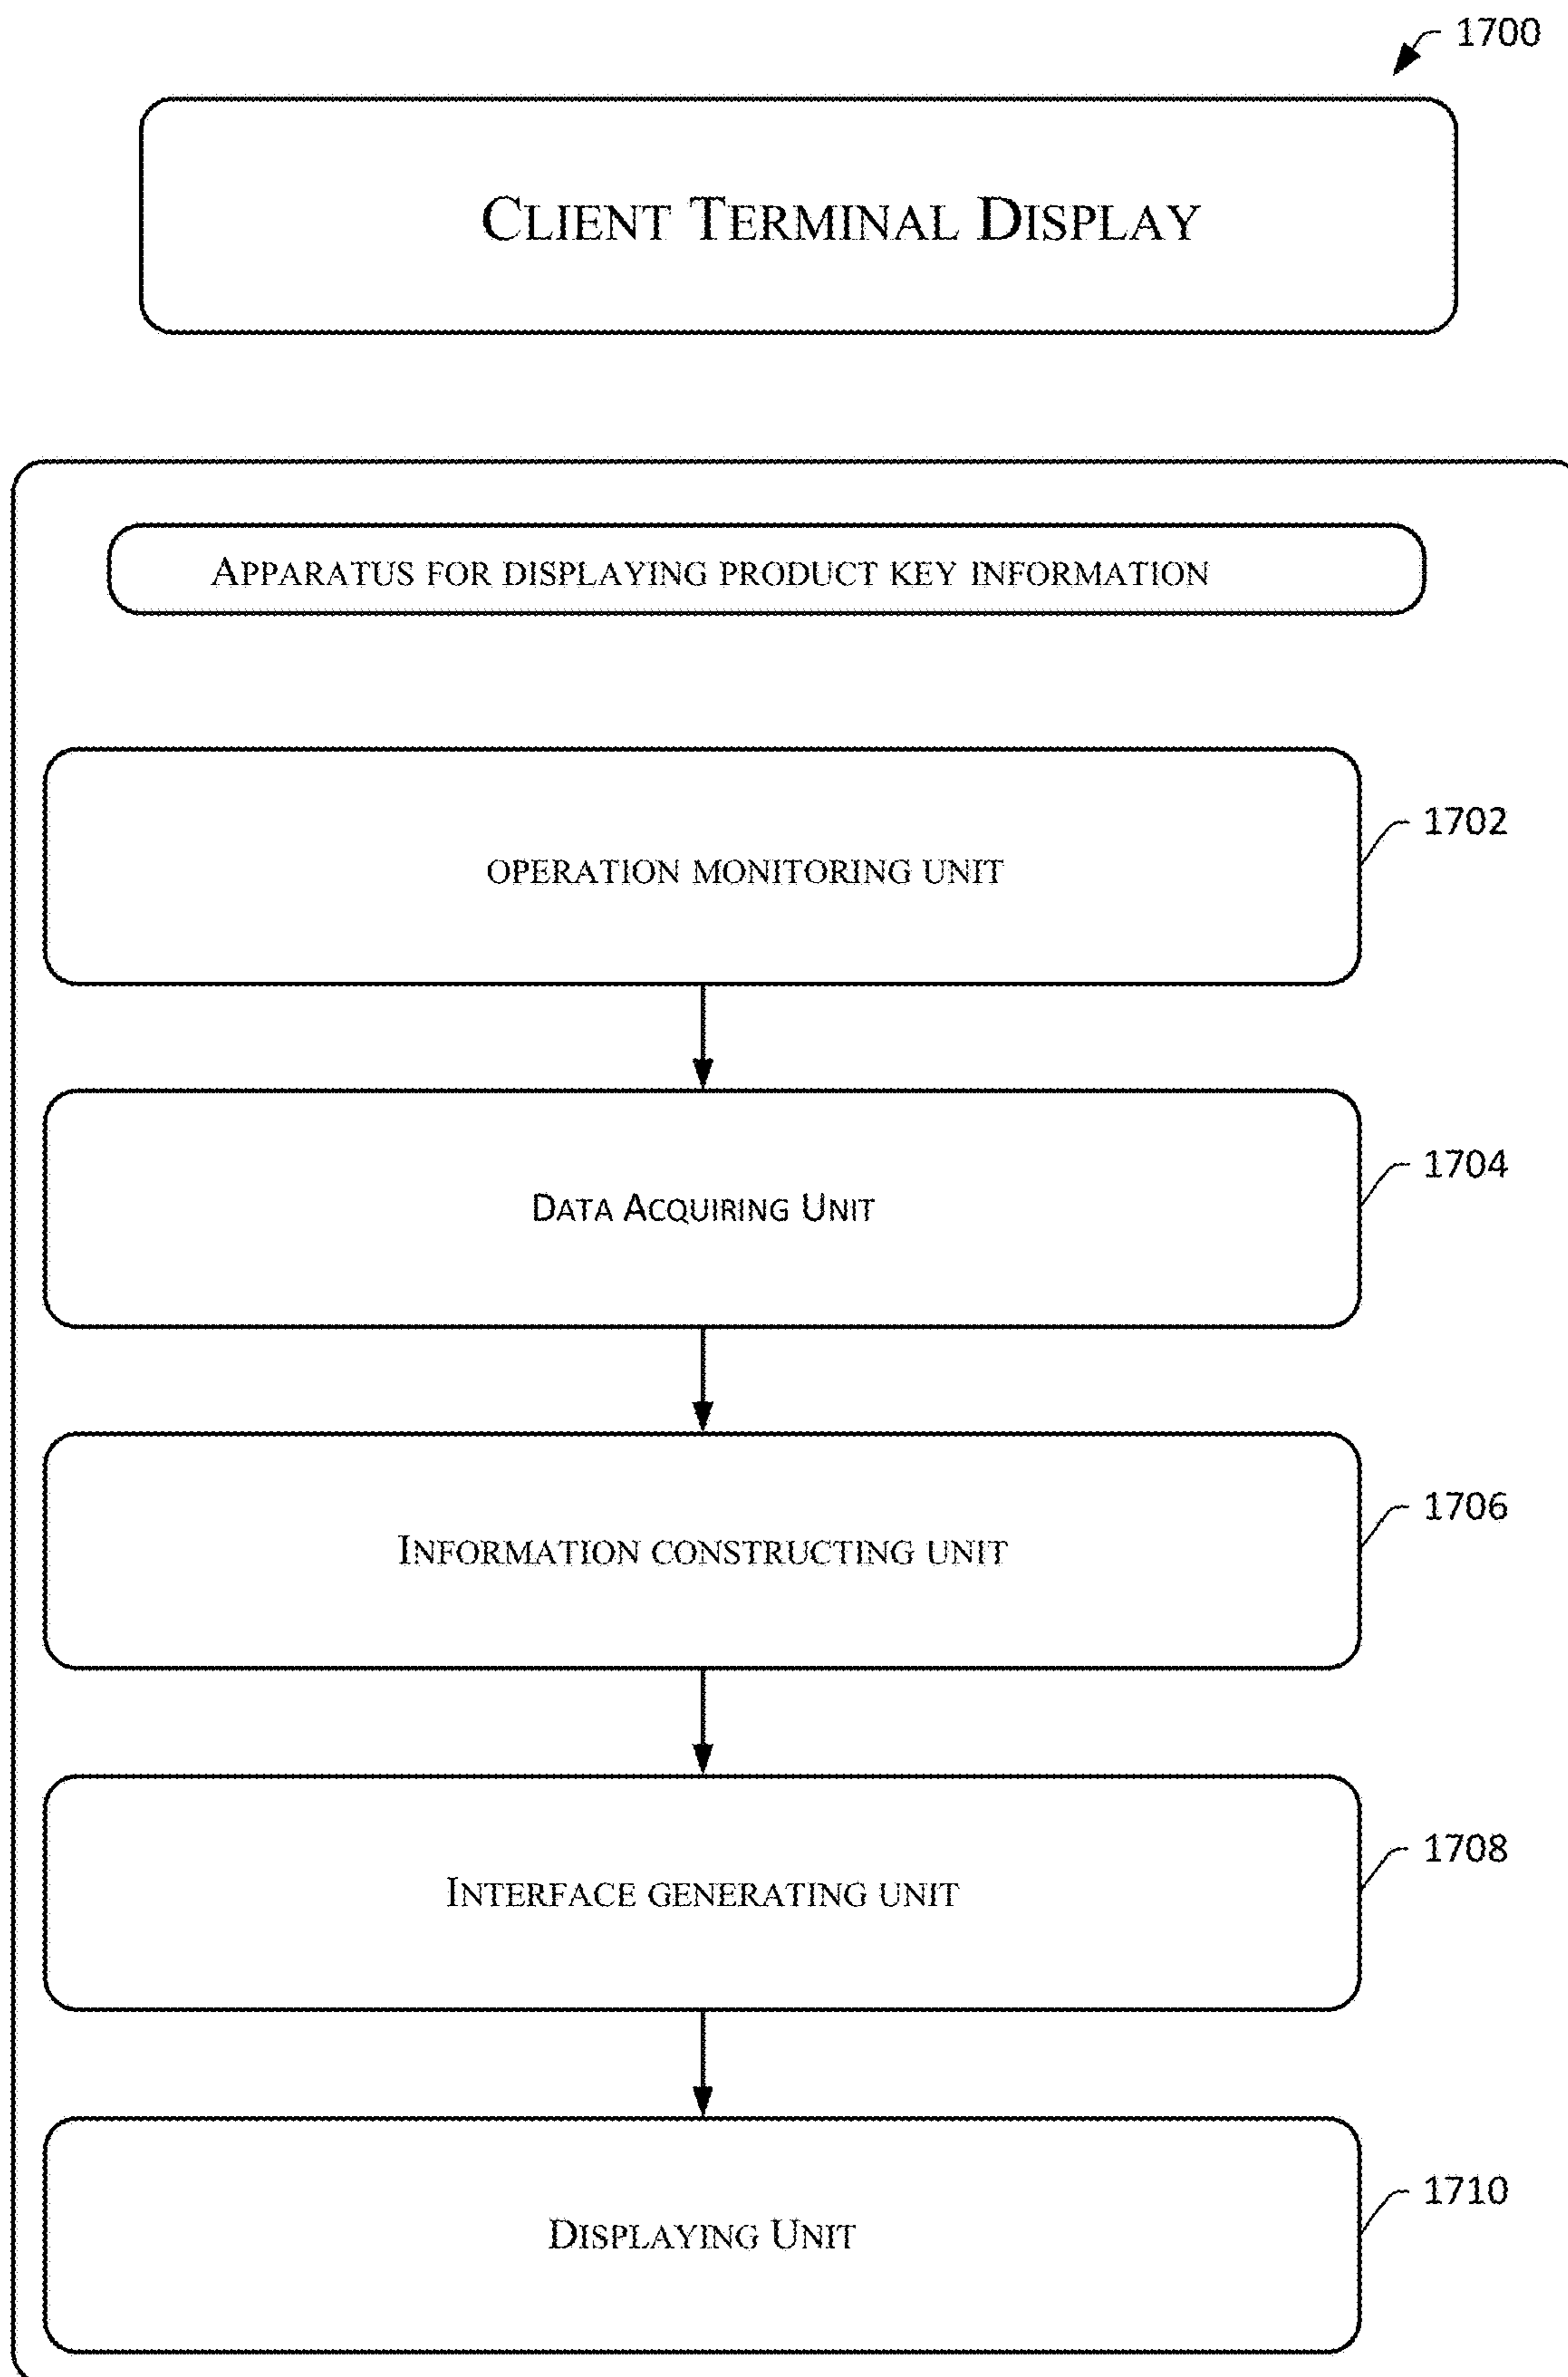 1700
Client Terminal Display
Apparatus for displaying product key information
operation monitoring unit
1702
Data Acquiring Unit
1704
Information constructing unit
1706
Interface generating unit
1708
Displaying Unit
1710